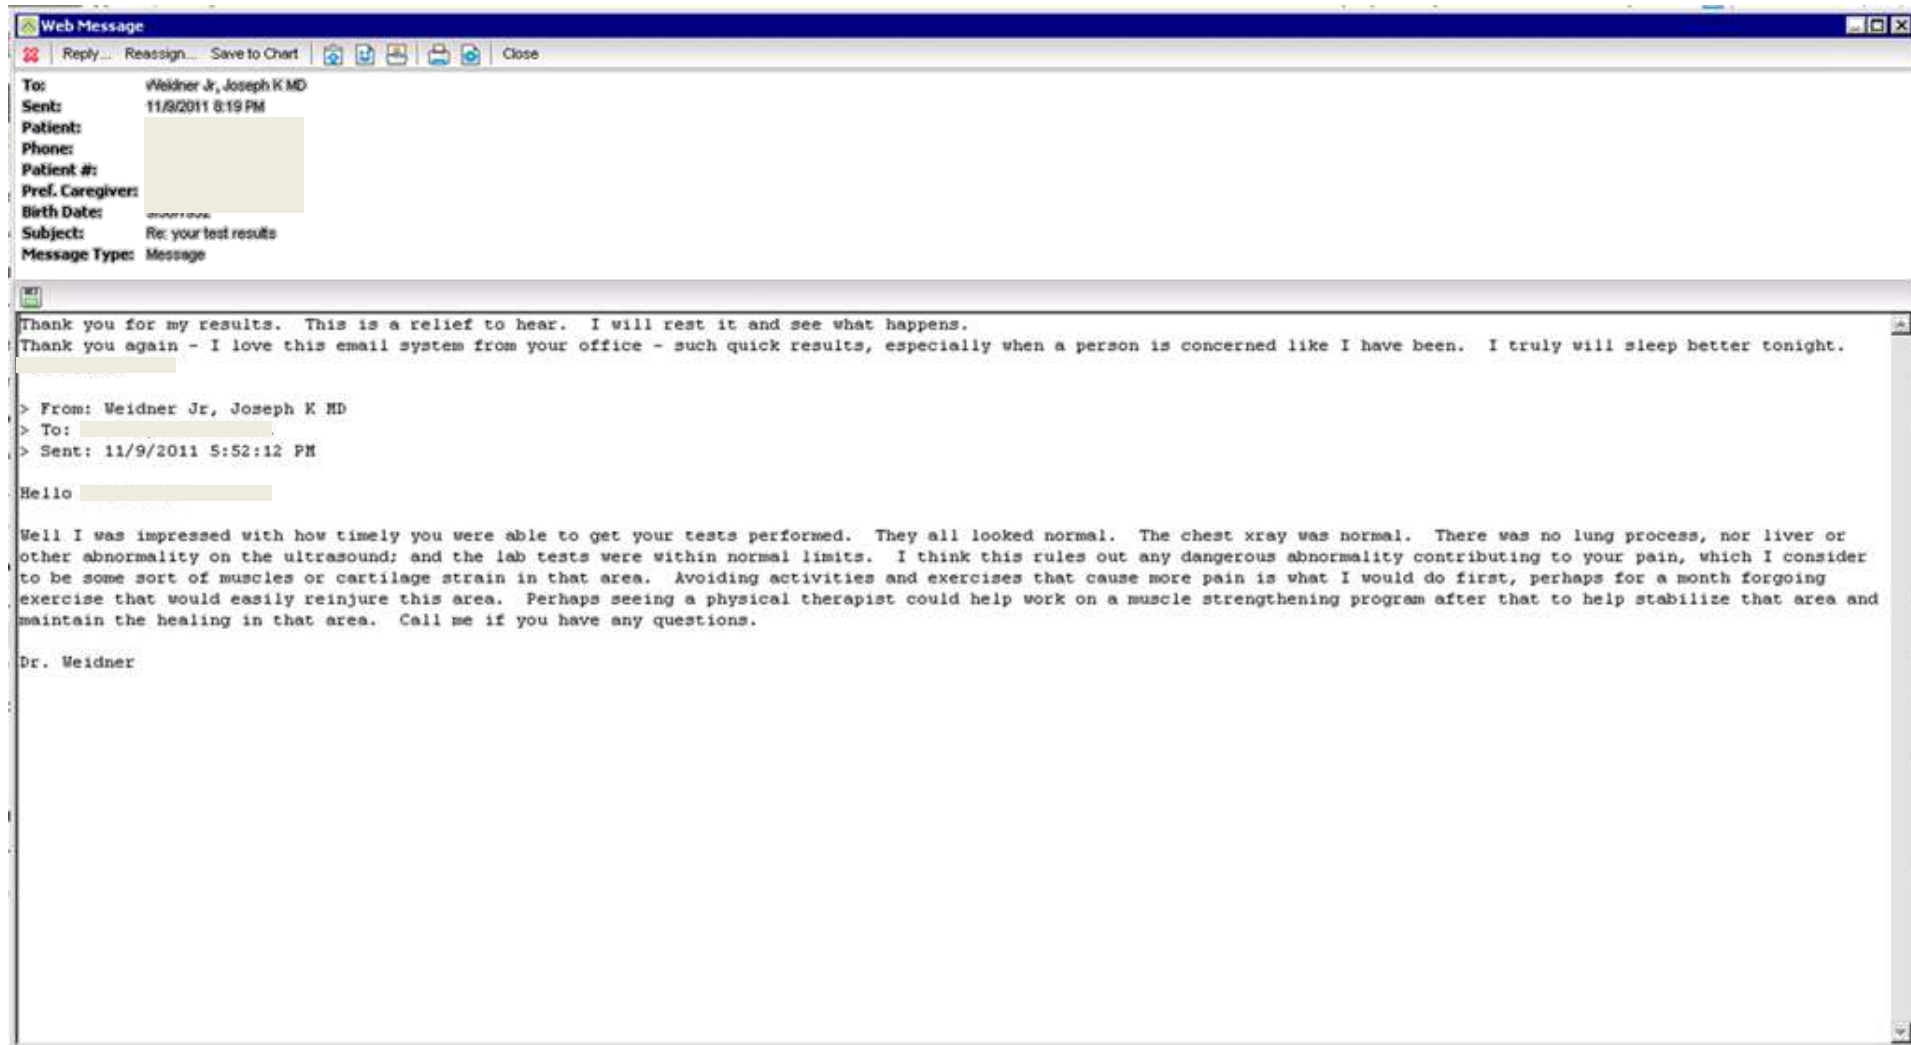 Web Message
Reply... Reassign... Save to Chart Close
To: Weidner Jr, Joseph K MD
Sent: 11/9/2011 8:19 PM
Patient:
Phone:
Patient #:
Pref. Caregiver:
Birth Date:
Subject: Re: your test results
Message Type: Message
Thank you for my results. This is a relief to hear. I will rest it and see what happens.
Thank you again - I love this email system from your office - such quick results, especially when a person is concerned like I have been. I truly will sleep better tonight.
> From: Weidner Jr, Joseph K MD
> To:
> Sent: 11/9/2011 5:52:12 PM
Hello
Well I was impressed with how timely you were able to get your tests performed. They all looked normal. The chest xray was normal. There was no lung process, nor liver or
other abnormality on the ultrasound; and the lab tests were within normal limits. I think this rules out any dangerous abnormality contributing to your pain, which I consider
to be some sort of muscles or cartilage strain in that area. Avoiding activities and exercises that cause more pain is what I would do first, perhaps for a month forgoing
exercise that would easily reinjure this area. Perhaps seeing a physical therapist could help work on a muscle strengthening program after that to help stabilize that area and
maintain the healing in that area. Call me if you have any questions.
Dr. Weidner